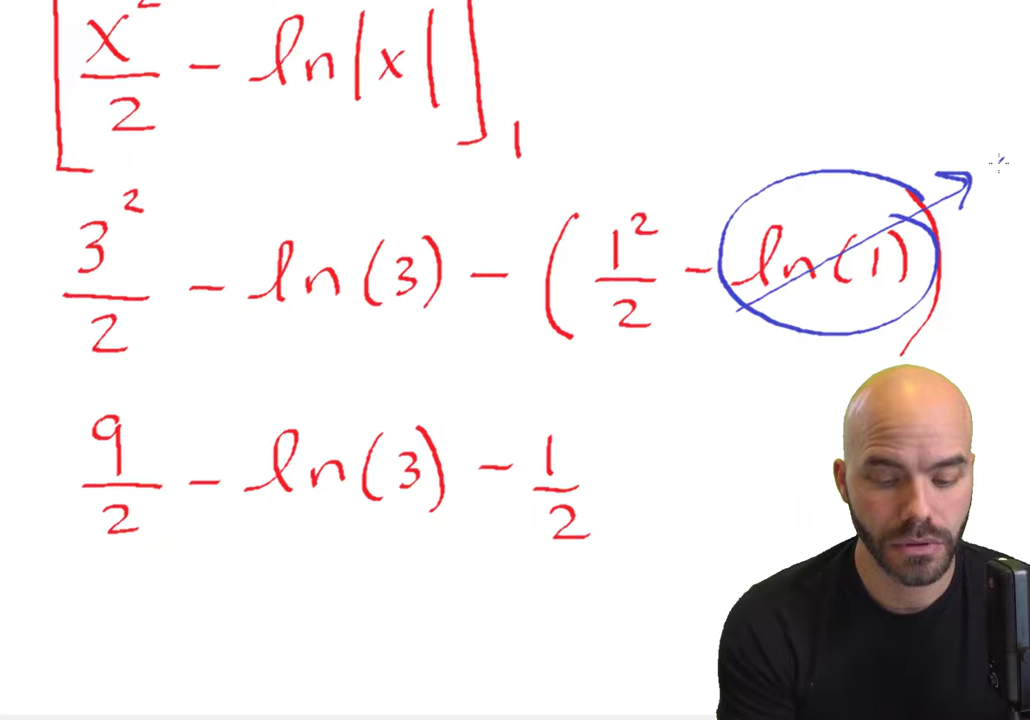 [x²/2 - ln|x|]₁
3²/2 - ln(3) - (1²/2 - ln(1))
9/2 - ln(3) - 1/2